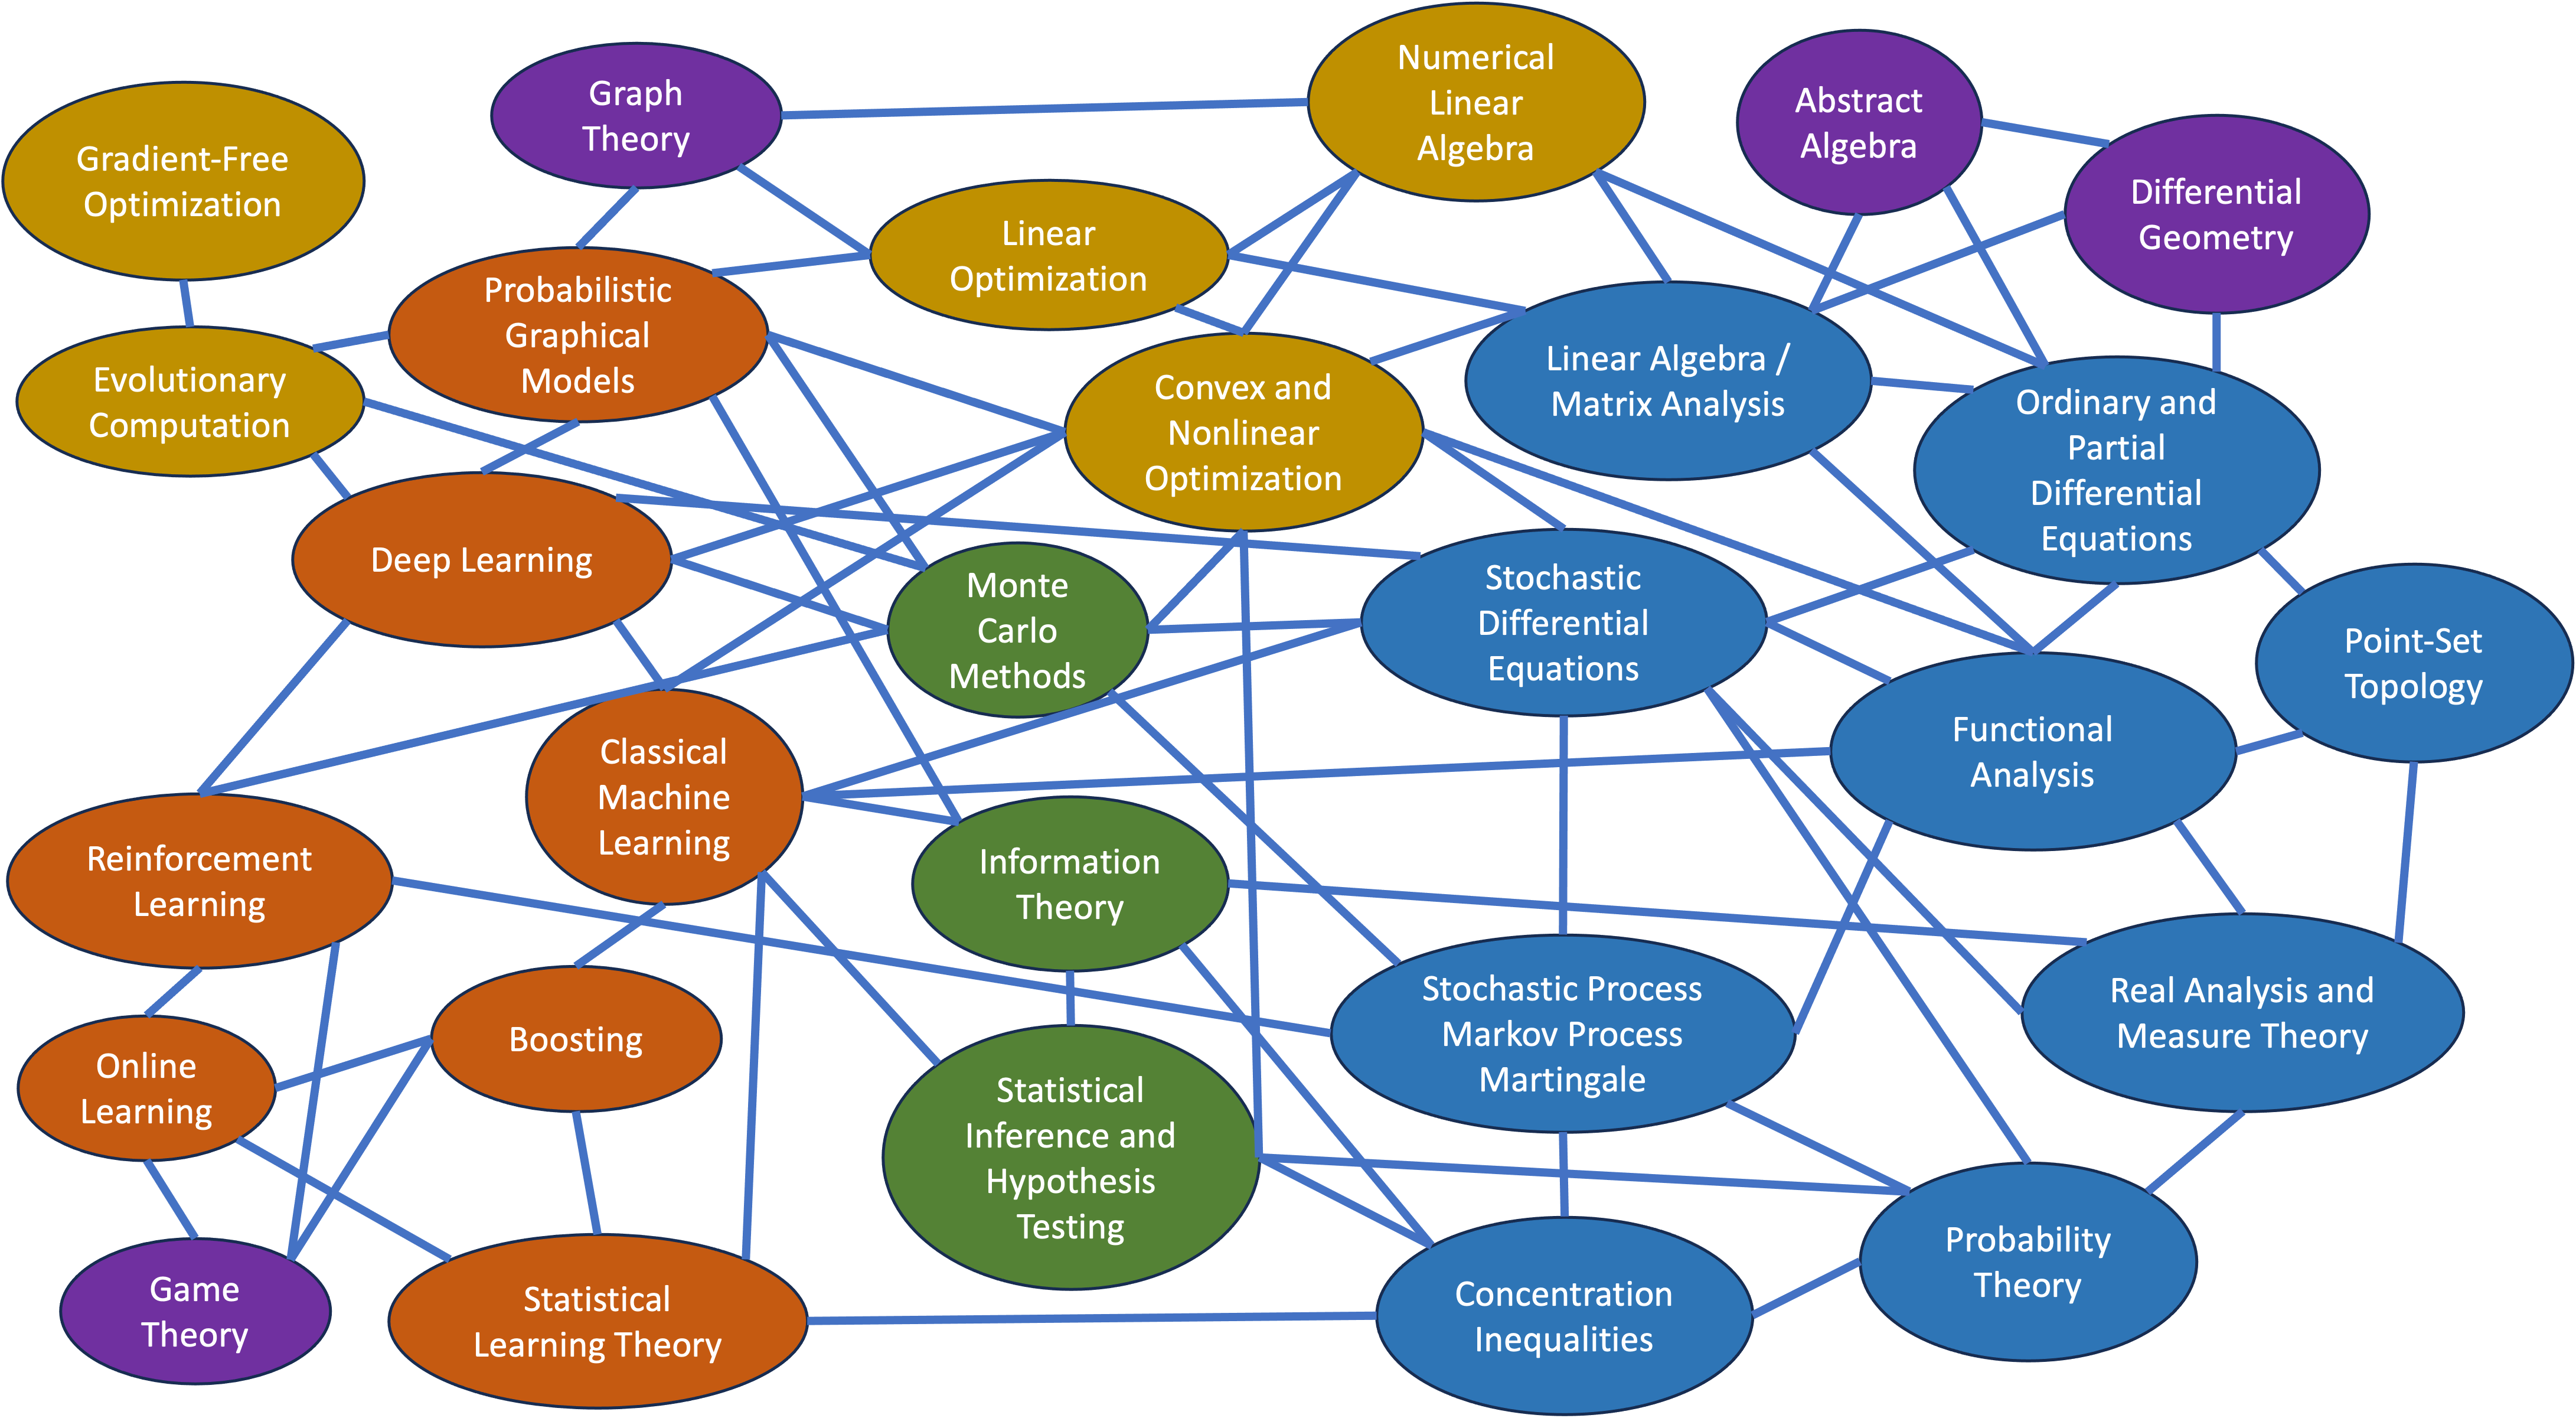 Graph
Theory
Numerical
Linear
Algebra
Abstract
Algebra
Gradient-Free
Optimization
Differential
Geometry
Linear
Optimization
Probabilistic
Graphical
Models
Evolutionary
Computation
Convex and
Nonlinear
Optimization
Linear Algebra /
Matrix Analysis
Ordinary and
Partial
Differential
Equations
Deep Learning
Monte
Carlo
Methods
Stochastic
Differential
Equations
Point-Set
Topology
Classical
Machine
Learning
Functional
Analysis
Reinforcement
Learning
Information
Theory
Stochastic Process
Markov Process
Martingale
Real Analysis and
Measure Theory
Online
Learning
Boosting
Statistical
Inference and
Hypothesis
Testing
Probability
Theory
Game
Theory
Statistical
Learning Theory
Concentration
Inequalities